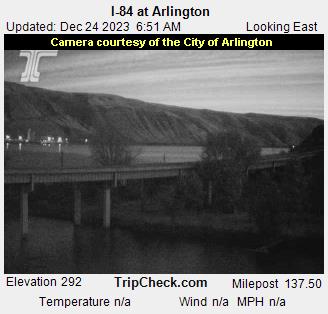 I-84 at Arlington
Updated: Dec 24 2023 6:51 AM Looking East
Camera courtesy of the City of Arlington
Elevation 292 TripCheck.com Milepost 137.50
Temperature n/a Wind n/a MPH n/a